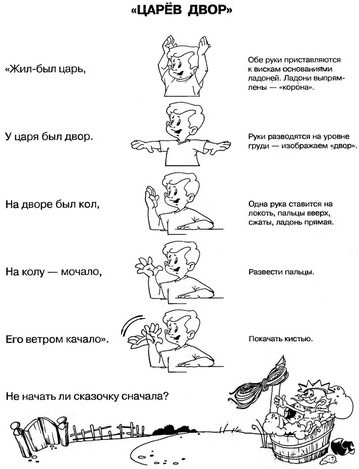 «ЦАРЁВ ДВОР»
«Жил-был царь,
Обе руки приставляются
к вискам основаниями
ладоней. Ладони выпрям-
лены — «корона».
У царя был двор.
Руки разводятся на уровне
груди — изображаем «двор».
На дворе был кол,
Одна рука ставится на
локоть, пальцы вверх,
сжаты, ладонь прямая.
На колу — мочало,
Развести пальцы.
Его ветром качало».
Покачать кистью.
Не начать ли сказочку сначала?